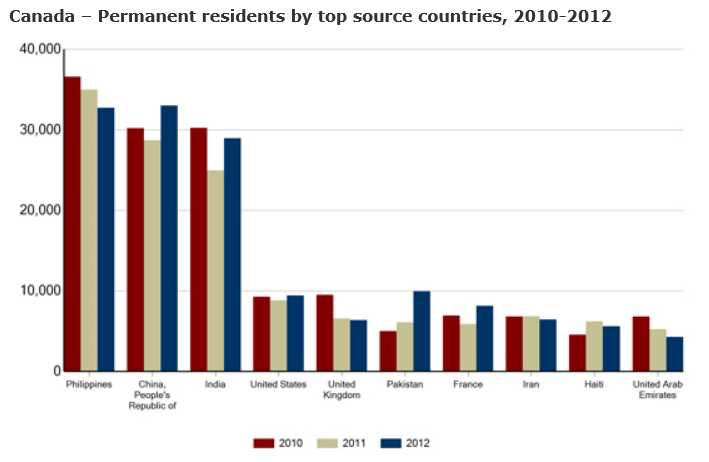 Canada – Permanent residents by top source countries, 2010-2012
40,000
30,000
20,000
10,000
0
Philippines
China,
People's
Republic of
India
United States
United
Kingdom
Pakistan
France
Iran
Haiti
United Arab
Emirates
2010
2011
2012